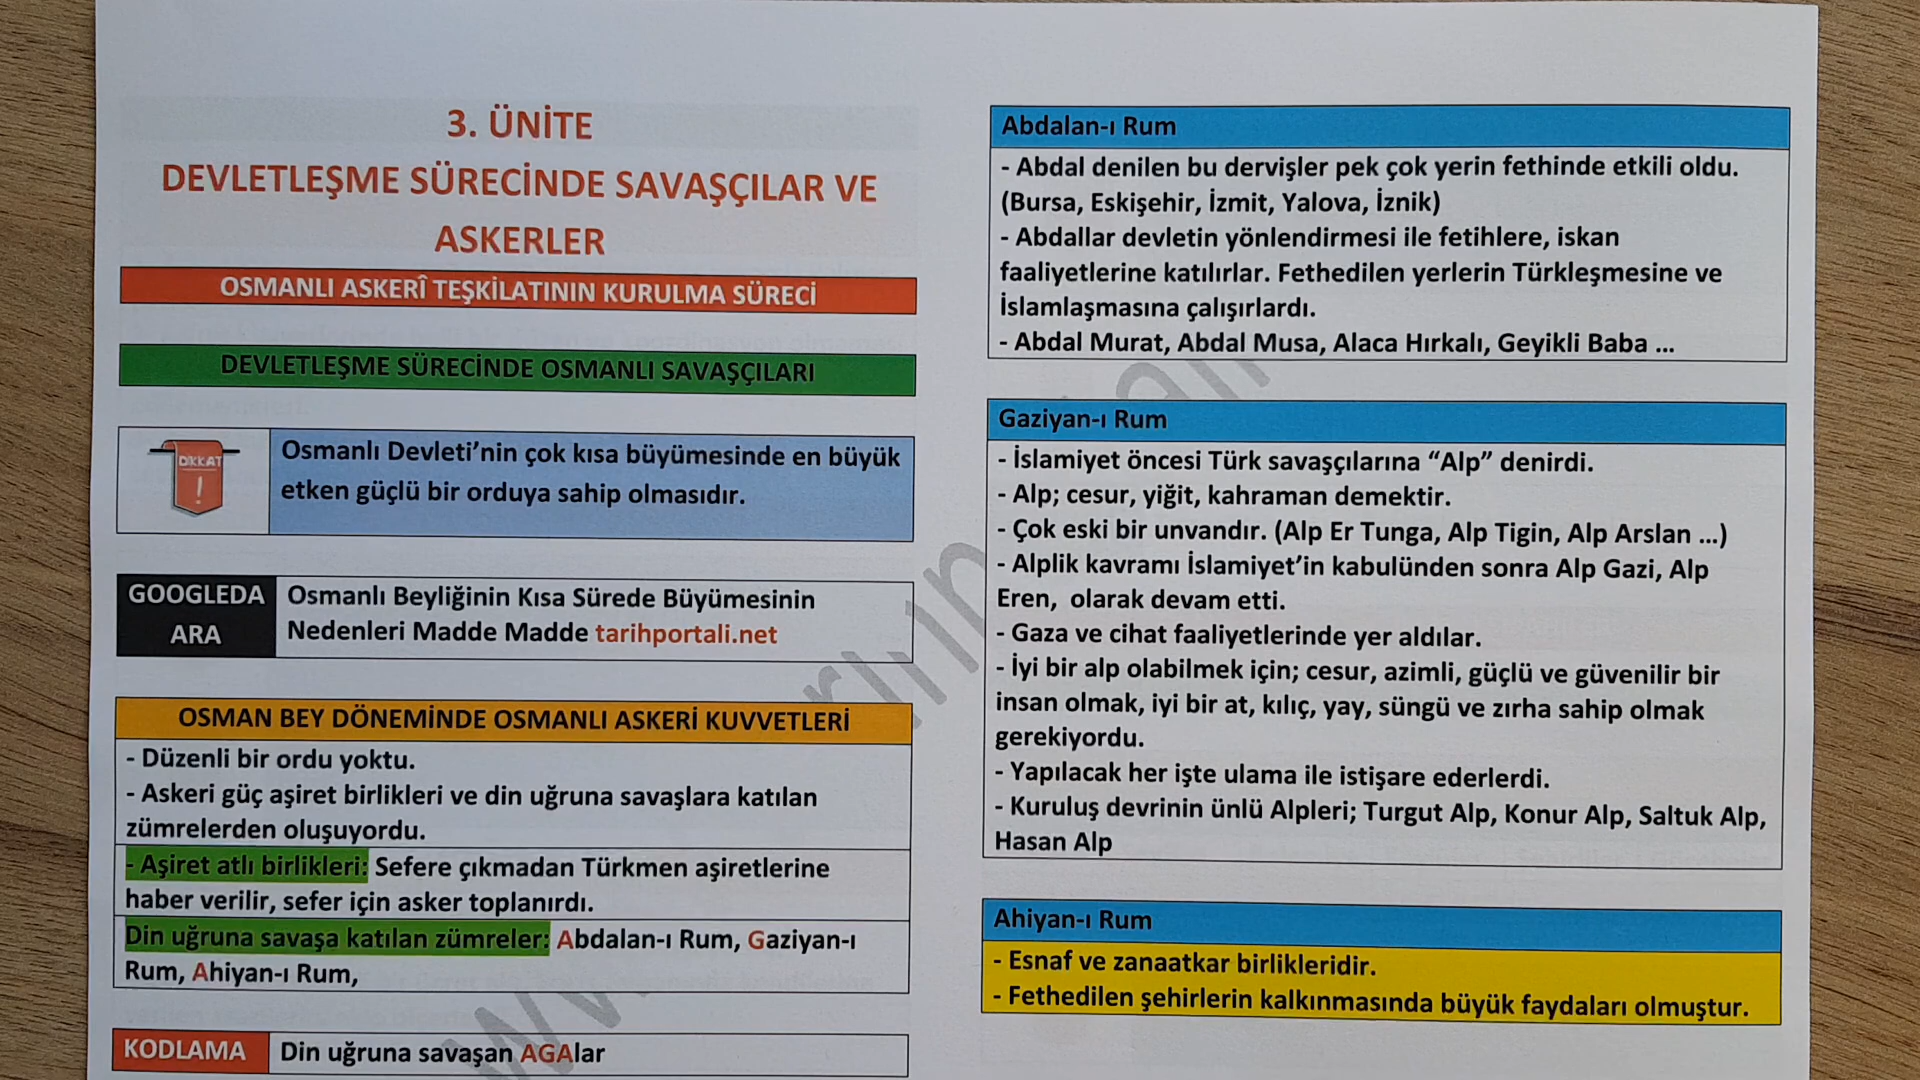 3. ÜNİTE
DEVLETLEŞME SÜRECİNDE SAVAŞÇILAR VE
ASKERLER
OSMANLI ASKERÎ TEŞKİLATININ KURULMA SÜRECİ
DEVLETLEŞME SÜRECİNDE OSMANLI SAVAŞÇILARI
DİKKAT
!
Osmanlı Devleti’nin çok kısa büyümesinde en büyük
etken güçlü bir orduya sahip olmasıdır.
GOOGLEDA
ARA
Osmanlı Beyliğinin Kısa Sürede Büyümesinin
Nedenleri Madde Madde tarihportali.net
OSMAN BEY DÖNEMİNDE OSMANLI ASKERİ KUVVETLERİ
- Düzenli bir ordu yoktu.
- Askeri güç aşiret birlikleri ve din uğruna savaşlara katılan
zümrelerden oluşuyordu.
- Aşiret atlı birlikleri: Sefere çıkmadan Türkmen aşiretlerine
haber verilir, sefer için asker toplanırdı.
Din uğruna savaşa katılan zümreler: Abdalan-ı Rum, Gaziyan-ı
Rum, Ahiyan-ı Rum,
KODLAMA
Din uğruna savaşan AGAlar
Abdalan-ı Rum
- Abdal denilen bu dervişler pek çok yerin fethinde etkili oldu.
(Bursa, Eskişehir, İzmit, Yalova, İznik)
- Abdallar devletin yönlendirmesi ile fetihlere, iskan
faaliyetlerine katılırlar. Fethedilen yerlerin Türkleşmesine ve
İslamlaşmasına çalışırlardı.
- Abdal Murat, Abdal Musa, Alaca Hırkalı, Geyikli Baba ...
Gaziyan-ı Rum
- İslamiyet öncesi Türk savaşçılarına “Alp” denirdi.
- Alp; cesur, yiğit, kahraman demektir.
- Çok eski bir unvandır. (Alp Er Tunga, Alp Tigin, Alp Arslan ...)
- Alplik kavramı İslamiyet’in kabulünden sonra Alp Gazi, Alp
Eren, olarak devam etti.
- Gaza ve cihat faaliyetlerinde yer aldılar.
- İyi bir alp olabilmek için; cesur, azimli, güçlü ve güvenilir bir
insan olmak, iyi bir at, kılıç, yay, süngü ve zırha sahip olmak
gerekiyordu.
- Yapılacak her işte ulama ile istişare ederlerdi.
- Kuruluş devrinin ünlü Alpleri; Turgut Alp, Konur Alp, Saltuk Alp,
Hasan Alp
Ahiyan-ı Rum
- Esnaf ve zanaatkar birlikleridir.
- Fethedilen şehirlerin kalkınmasında büyük faydaları olmuştur.